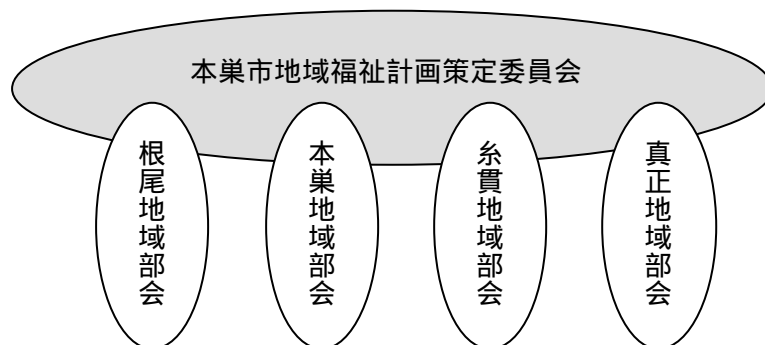 本巣市地域福祉計画策定委員会
根尾地域部会
本巣地域部会
糸貫地域部会
真正地域部会